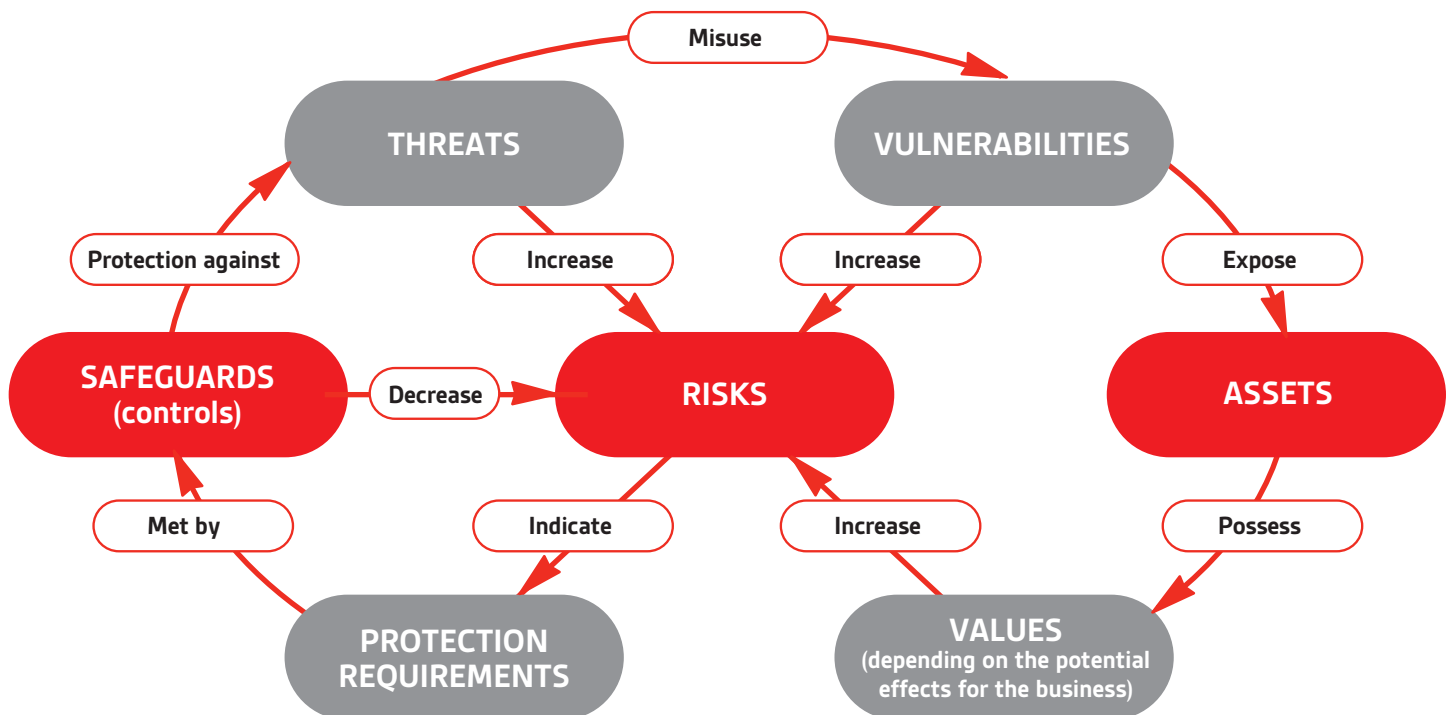 Misuse
THREATS
VULNERABILITIES
Protection against
Increase
Increase
Expose
SAFEGUARDS
(controls)
Decrease
RISKS
ASSETS
Met by
Indicate
Increase
Possess
PROTECTION
REQUIREMENTS
VALUES
(depending on the potential
effects for the business)